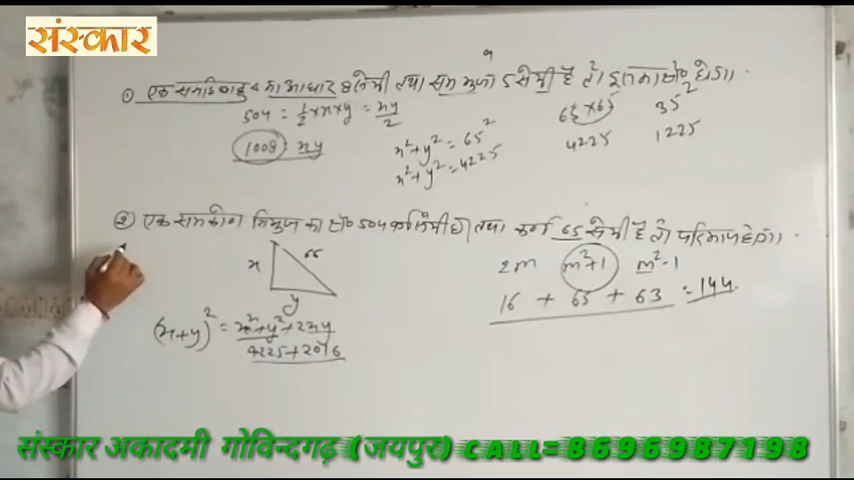 संस्कार
① एक समद्विबाहु △ का आधार 8 सेमी तथा सम भुजा 5 सेमी है तो इसका क्षे० होगा।
504 = 1/2 × x × y = xy/2
1008 = xy
x² + y² = 65²
x² + y² = 4225
65 × 65
4225
35²
1225
② एक समकोण त्रिभुज का क्षे० 504 वर्ग सेमी है। तथा कर्ण 65 सेमी है तो परिमाप होगा।
x
65
y
2m m²+1 m²-1
16 + 65 + 63 = 144
(x+y)² = x² + y² + 2xy
4225 + 2016
संस्कार अकादमी गोविन्दगढ़ (जयपुर) CALL=8696987198